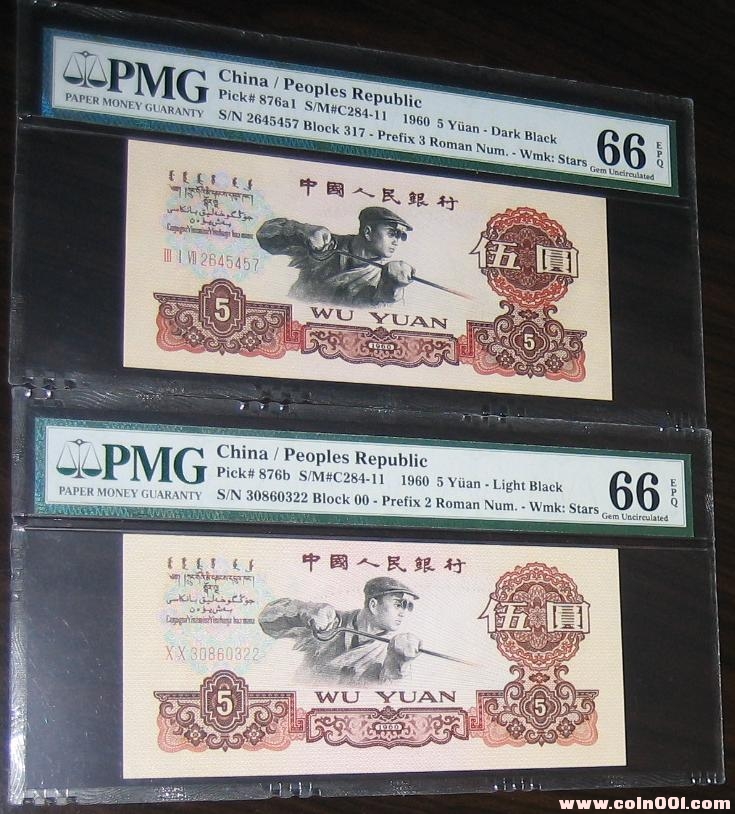 PMG
PAPER MONEY GUARANTY
China / Peoples Republic
Pick# 876a1 S/M#C284-11 1960 5 Yüan - Dark Black
S/N 2645457 Block 317 - Prefix 3 Roman Num. - Wmk: Stars
66 EPQ
Gem Uncirculated
中國人民銀行
伍圓
III I VII 2645457
5
WU YUAN
1960
5
PMG
PAPER MONEY GUARANTY
China / Peoples Republic
Pick# 876b S/M#C284-11 1960 5 Yüan - Light Black
S/N 30860322 Block 00 - Prefix 2 Roman Num. - Wmk: Stars
66 EPQ
Gem Uncirculated
中國人民銀行
伍圓
X X 30860322
5
WU YUAN
1960
5
www.coin001.com